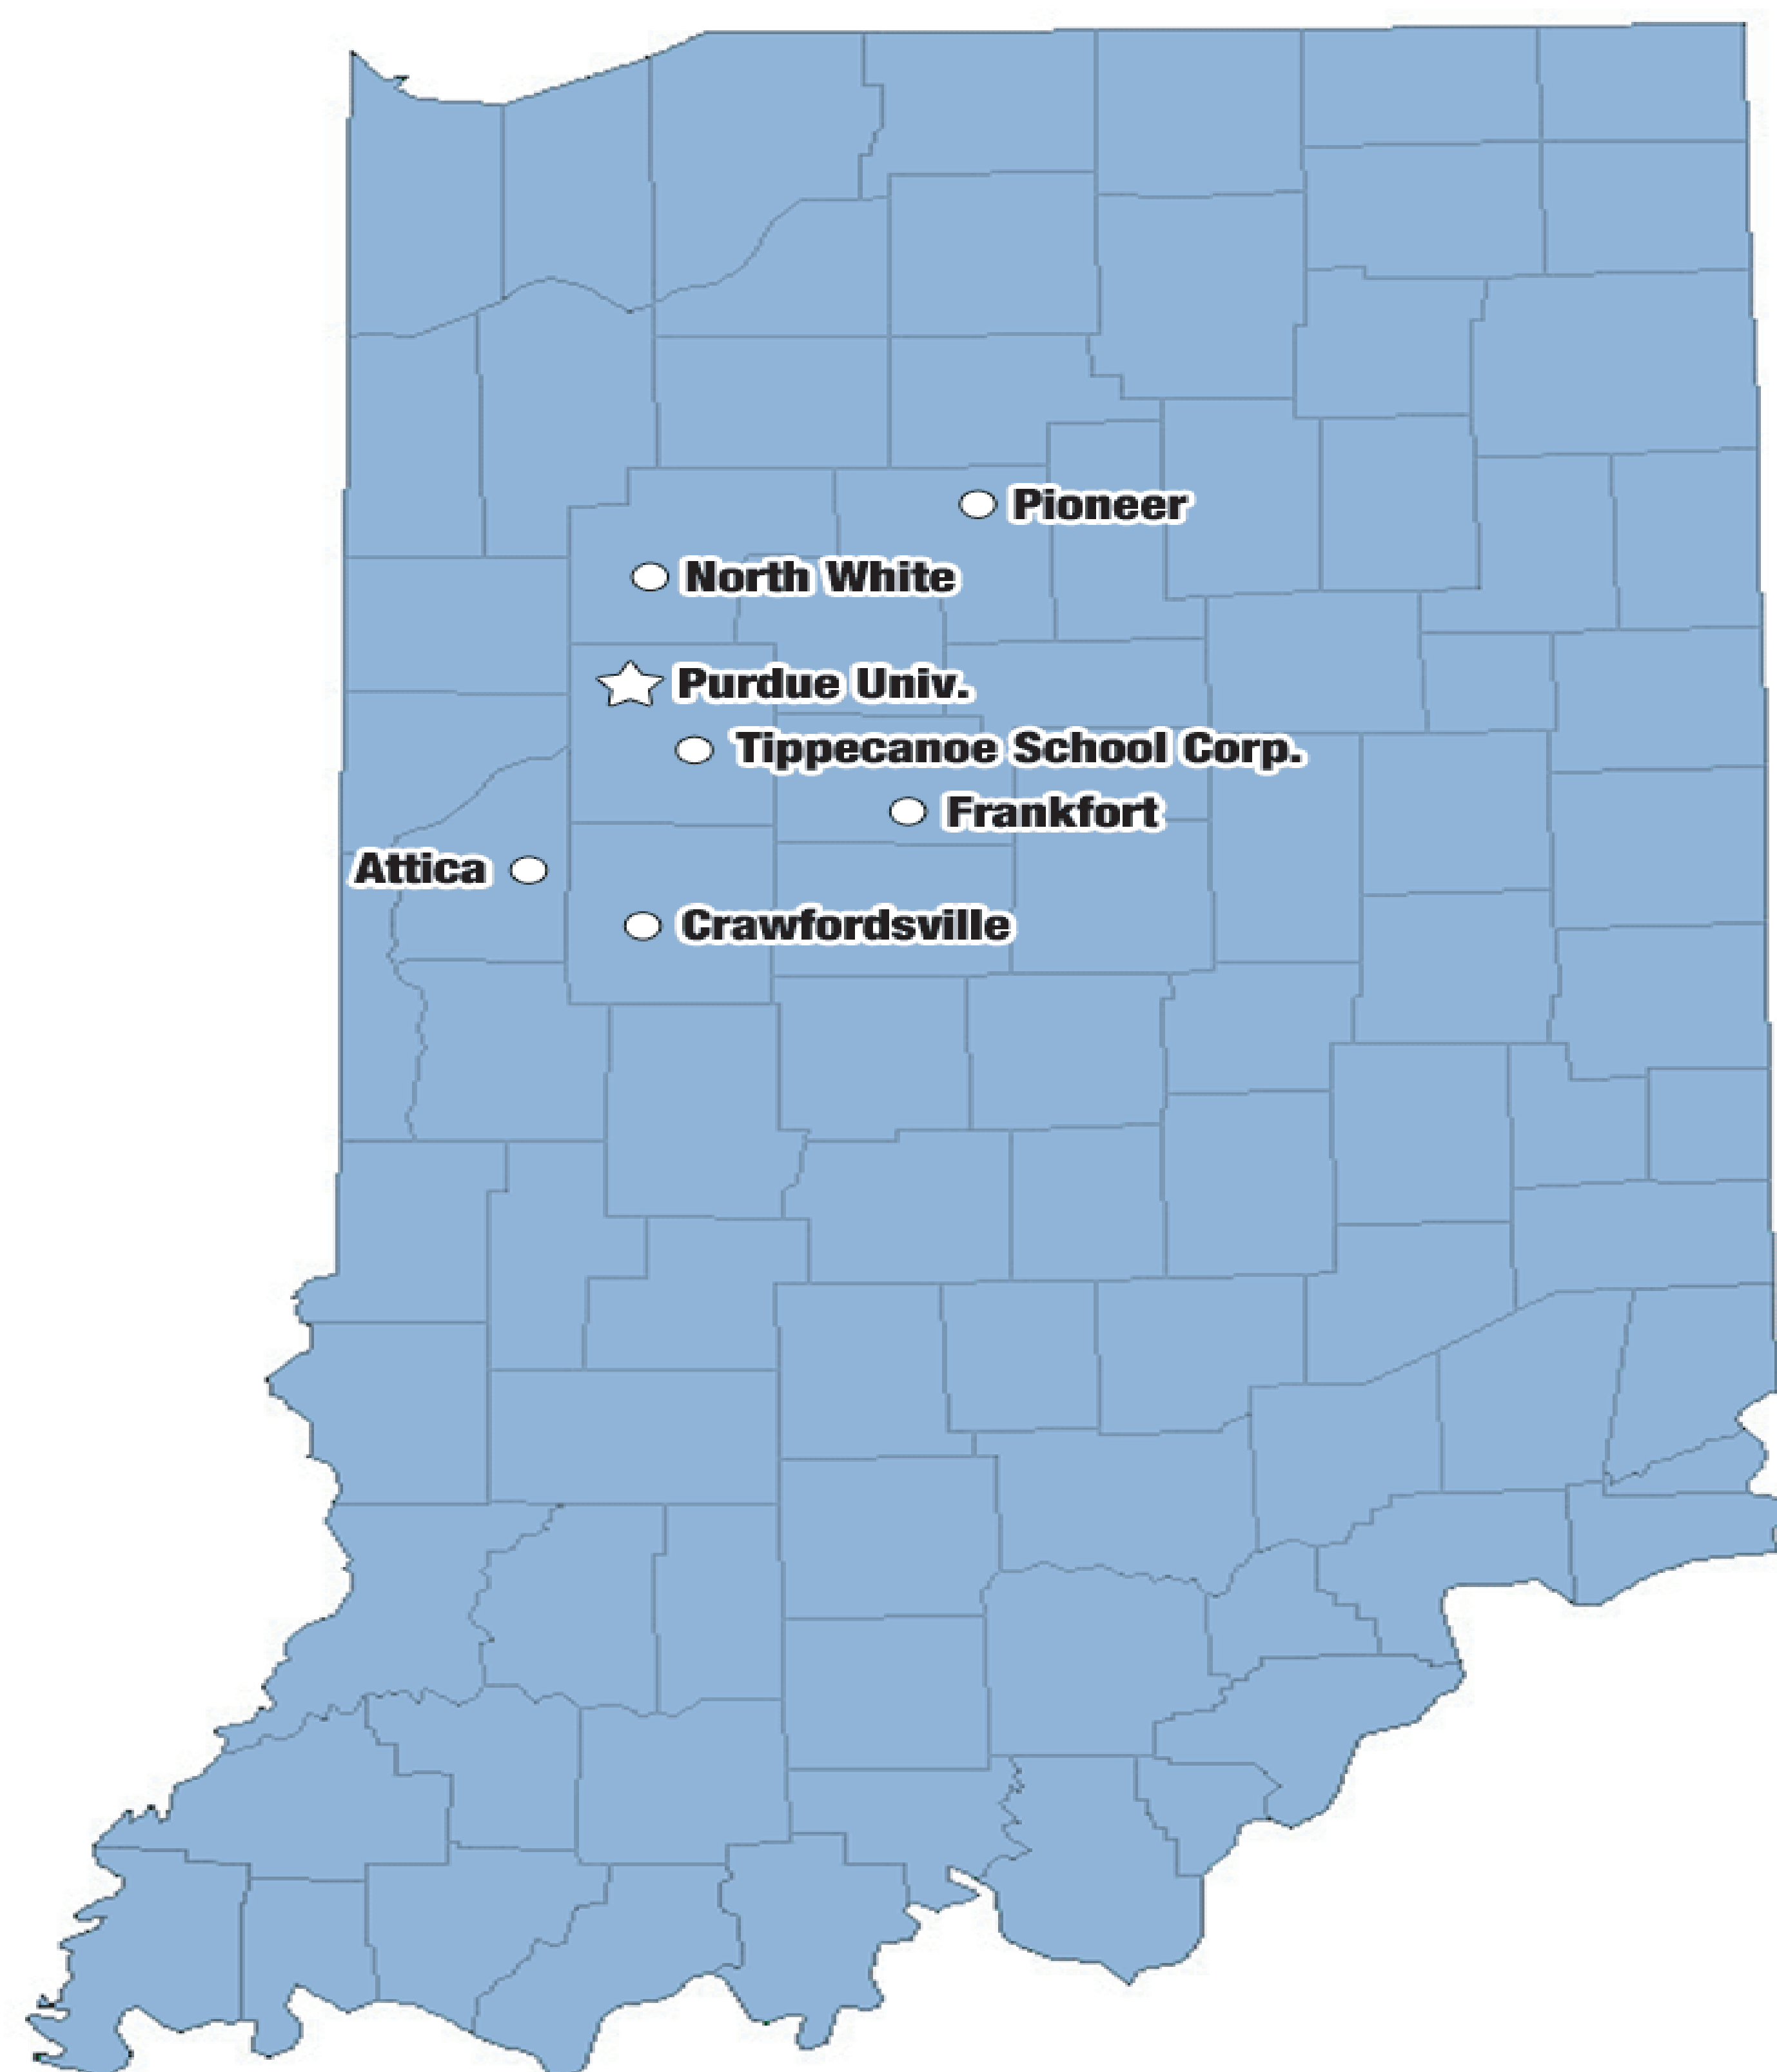 Pioneer
North White
Purdue Univ.
Tippecanoe School Corp.
Frankfort
Attica
Crawfordsville